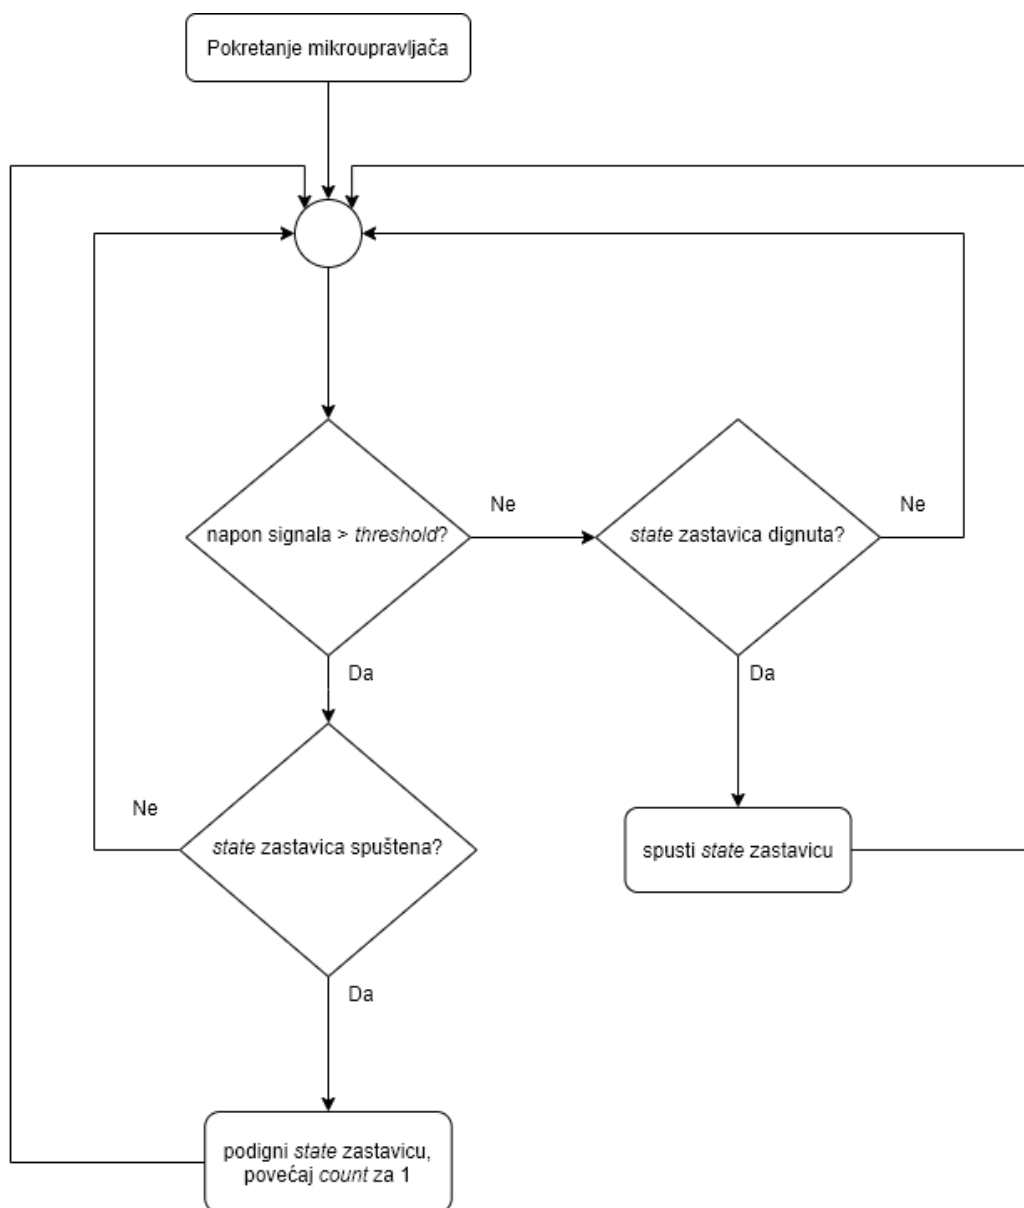 Pokretanje mikroupravljača
napon signala > threshold?
Ne
state zastavica dignuta?
Ne
Da
Da
Ne
state zastavica spuštena?
spusti state zastavicu
Da
podigni state zastavicu,
povećaj count za 1